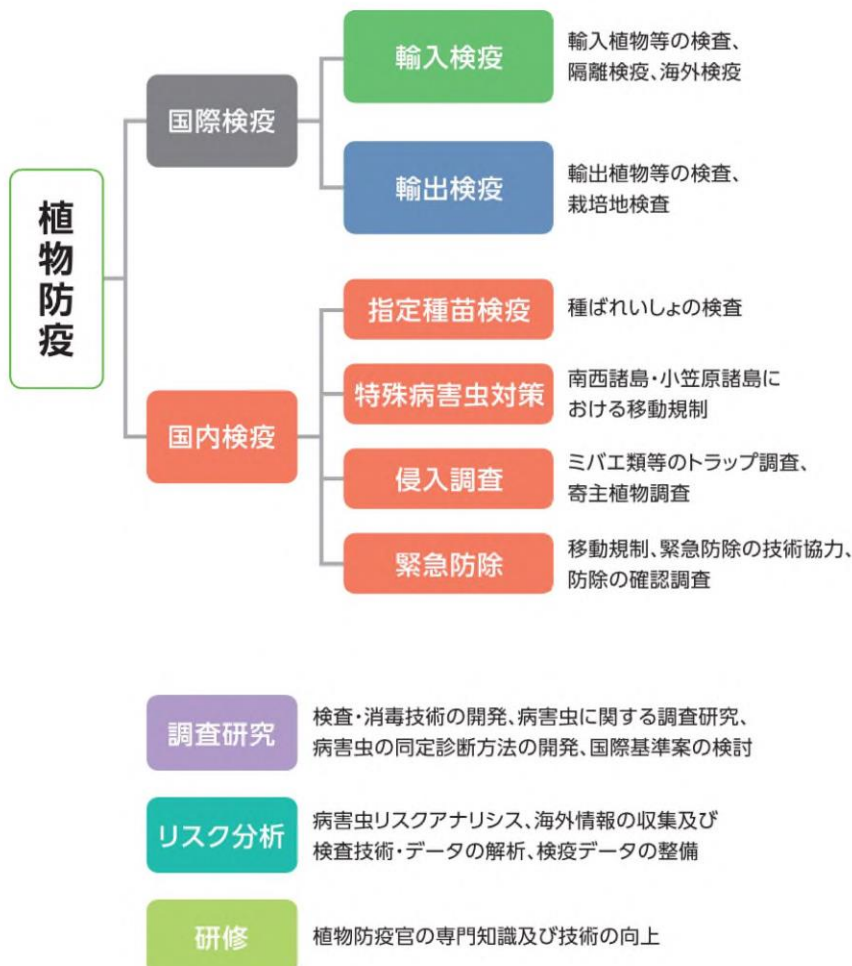 植物防疫
国際検疫
輸入検疫
輸入植物等の検査、
隔離検疫、海外検疫
輸出検疫
輸出植物等の検査、
栽培地検査
国内検疫
指定種苗検疫
種ばれいしょの検査
特殊病害虫対策
南西諸島・小笠原諸島に
おける移動規制
侵入調査
ミバエ類等のトラップ調査、
寄主植物調査
緊急防除
移動規制、緊急防除の技術協力、
防除の確認調査
調査研究
検査・消毒技術の開発、病害虫に関する調査研究、
病害虫の同定診断方法の開発、国際基準案の検討
リスク分析
病害虫リスクアナリシス、海外情報の収集及び
検査技術・データの解析、検疫データの整備
研修
植物防疫官の専門知識及び技術の向上